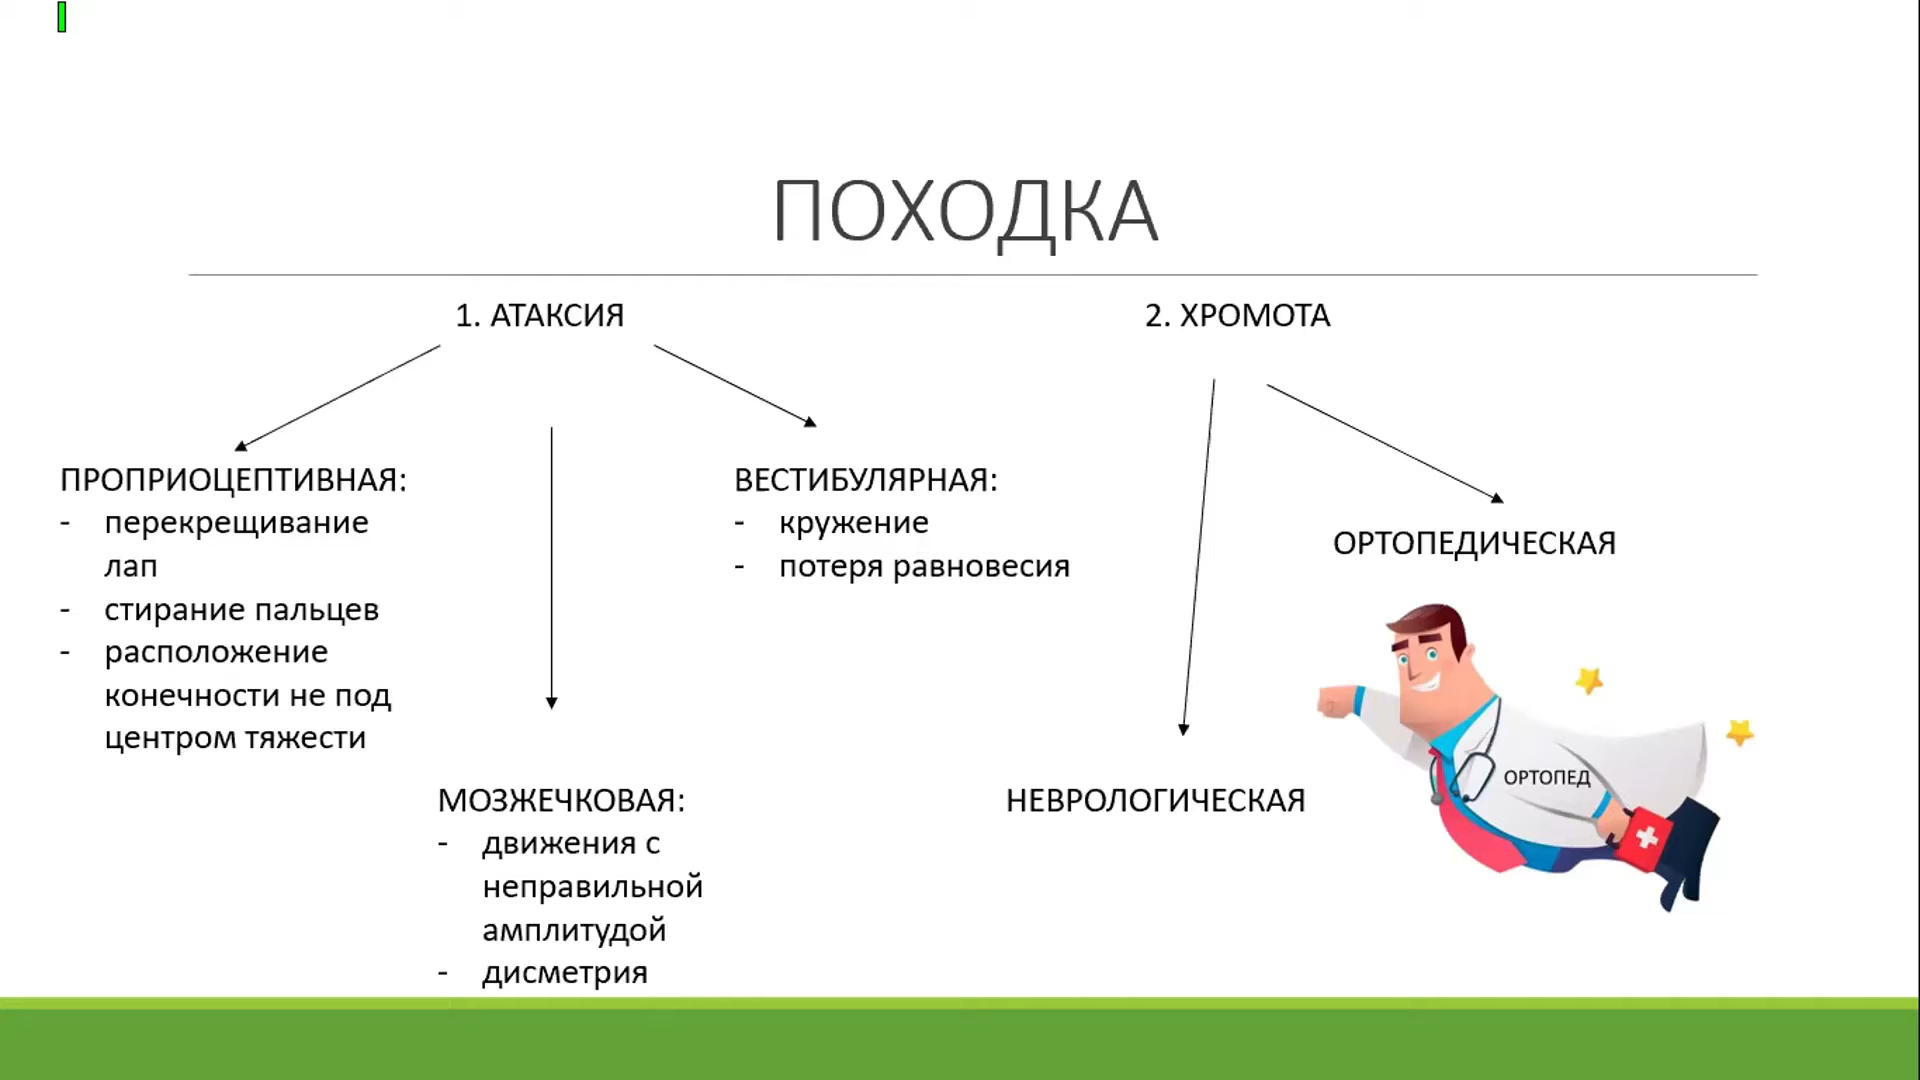 ПОХОДКА
1. АТАКСИЯ
2. ХРОМОТА
ПРОПРИОЦЕПТИВНАЯ:
- перекрещивание
лап
- стирание пальцев
- расположение
конечности не под
центром тяжести
ВЕСТИБУЛЯРНАЯ:
- кружение
- потеря равновесия
МОЗЖЕЧКОВАЯ:
- движения с
неправильной
амплитудой
- дисметрия
НЕВРОЛОГИЧЕСКАЯ
ОРТОПЕДИЧЕСКАЯ
ОРТОПЕД